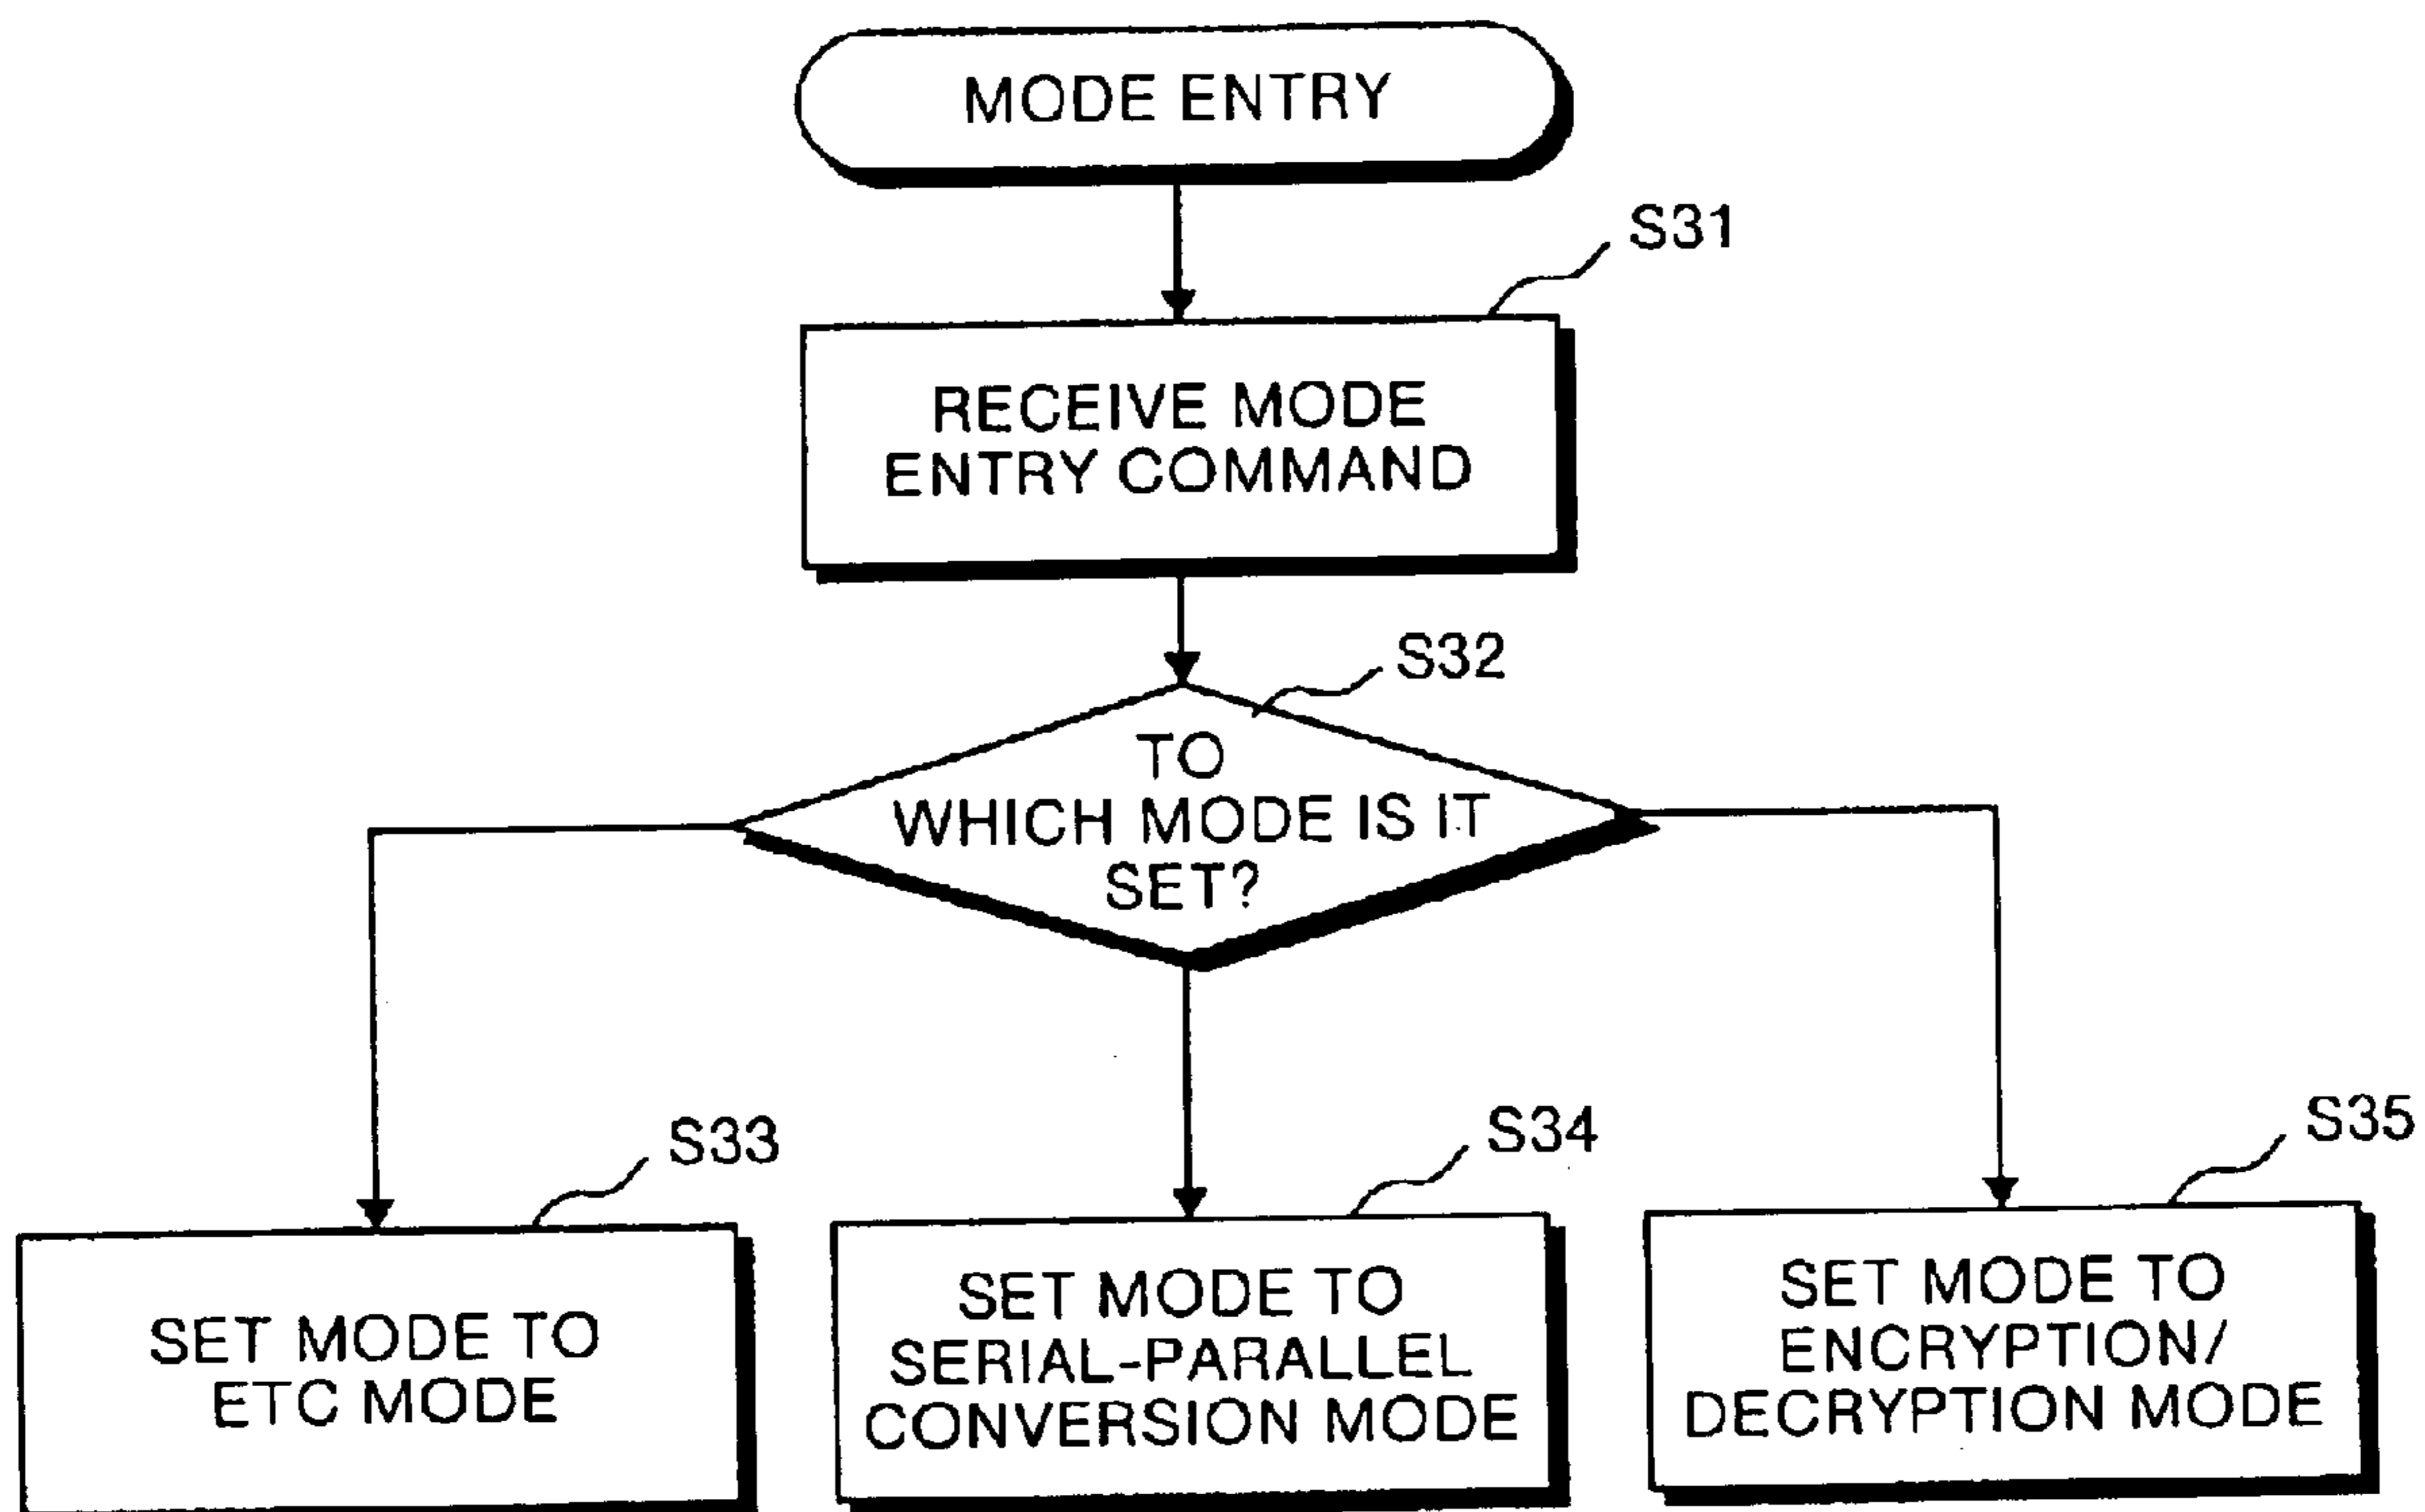 MODE ENTRY
S31
RECEIVE MODE
ENTRY COMMAND
S32
TO
WHICH MODE IS IT
SET?
S33
SET MODE TO
ETC MODE
S34
SET MODE TO
SERIAL-PARALLEL
CONVERSION MODE
S35
SET MODE TO
ENCRYPTION/
DECRYPTION MODE